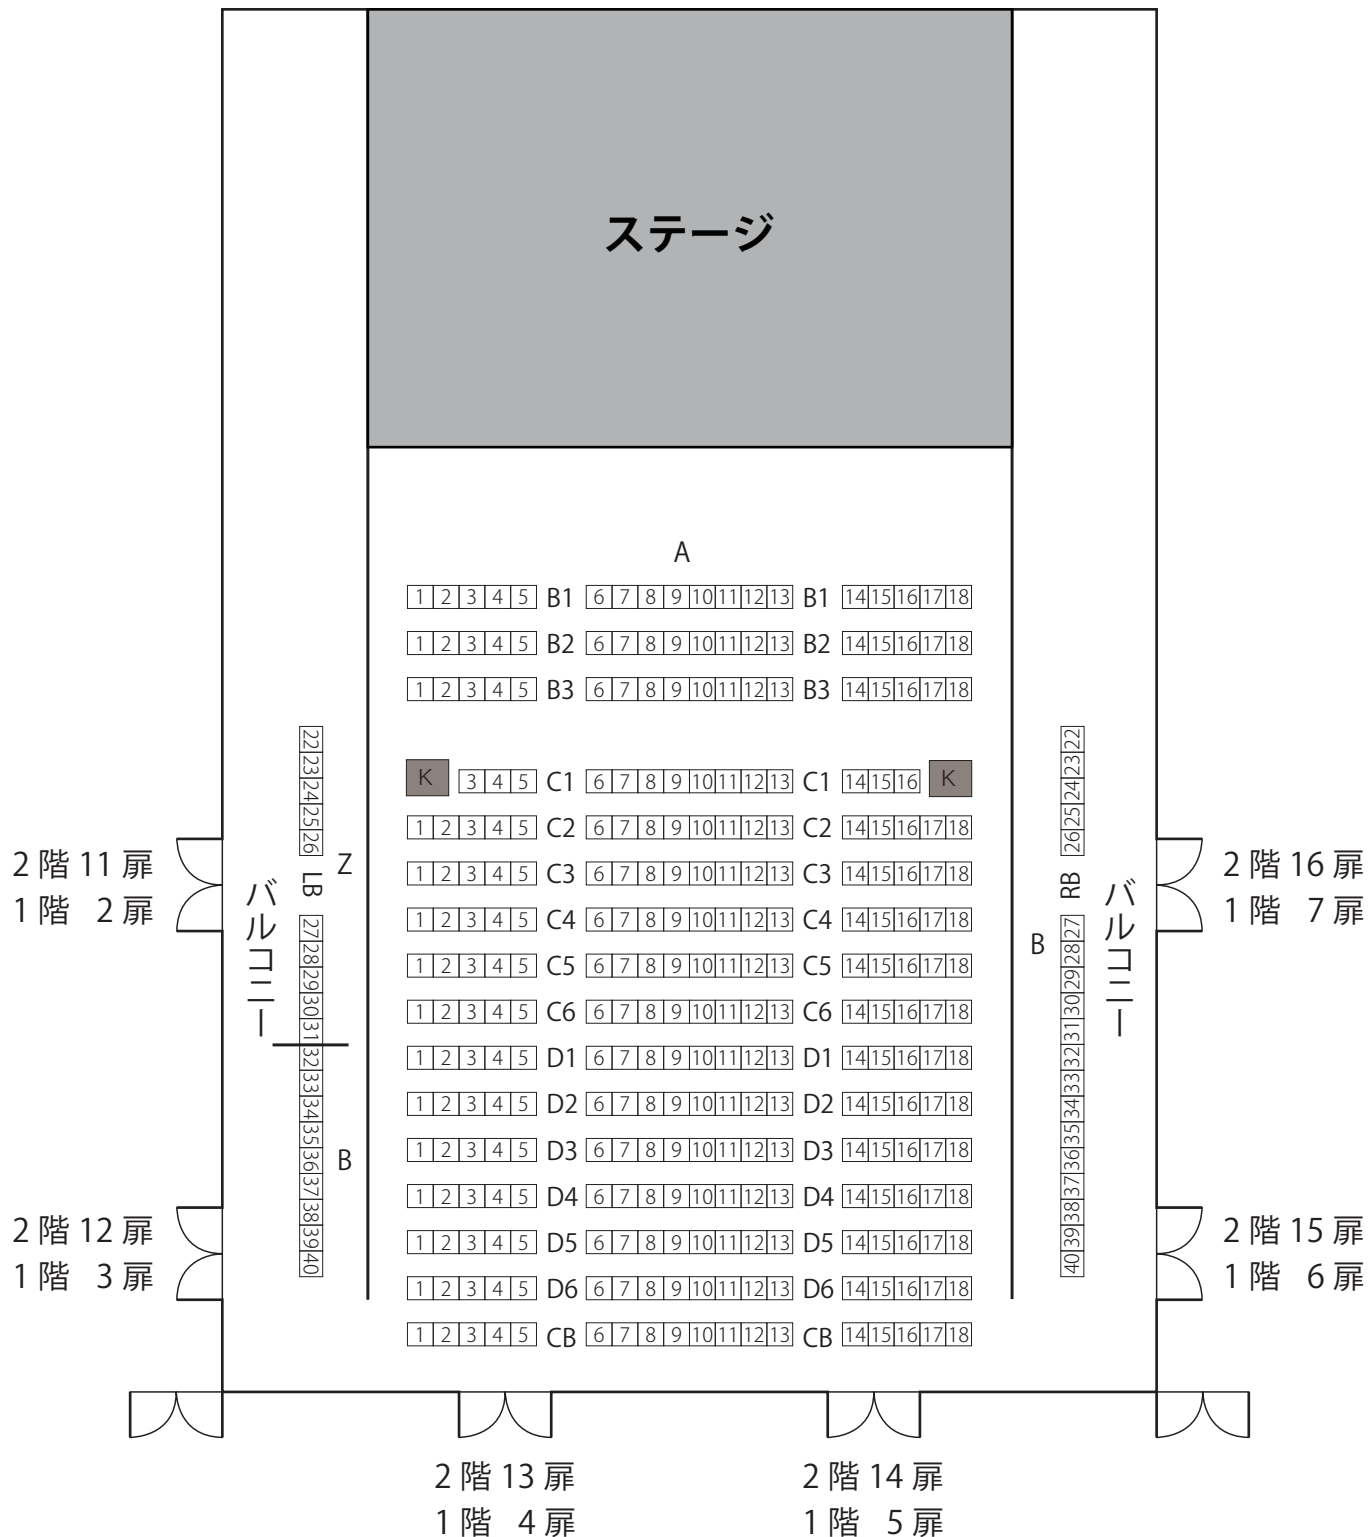 ステージ
A
1 2 3 4 5 B1 6 7 8 9 10 11 12 13 B1 14 15 16 17 18
1 2 3 4 5 B2 6 7 8 9 10 11 12 13 B2 14 15 16 17 18
1 2 3 4 5 B3 6 7 8 9 10 11 12 13 B3 14 15 16 17 18
K 3 4 5 C1 6 7 8 9 10 11 12 13 C1 14 15 16 K
1 2 3 4 5 C2 6 7 8 9 10 11 12 13 C2 14 15 16 17 18
1 2 3 4 5 C3 6 7 8 9 10 11 12 13 C3 14 15 16 17 18
1 2 3 4 5 C4 6 7 8 9 10 11 12 13 C4 14 15 16 17 18
1 2 3 4 5 C5 6 7 8 9 10 11 12 13 C5 14 15 16 17 18
1 2 3 4 5 C6 6 7 8 9 10 11 12 13 C6 14 15 16 17 18
1 2 3 4 5 D1 6 7 8 9 10 11 12 13 D1 14 15 16 17 18
1 2 3 4 5 D2 6 7 8 9 10 11 12 13 D2 14 15 16 17 18
1 2 3 4 5 D3 6 7 8 9 10 11 12 13 D3 14 15 16 17 18
1 2 3 4 5 D4 6 7 8 9 10 11 12 13 D4 14 15 16 17 18
1 2 3 4 5 D5 6 7 8 9 10 11 12 13 D5 14 15 16 17 18
1 2 3 4 5 D6 6 7 8 9 10 11 12 13 D6 14 15 16 17 18
1 2 3 4 5 CB 6 7 8 9 10 11 12 13 CB 14 15 16 17 18
22 23 24 25 26 LB 27 28 29 30 31 32 33 34 35 36 37 38 39 40
Z
B
バルコニー
22 23 24 25 26 RB 27 28 29 30 31 32 33 34 35 36 37 38 39 40
B
バルコニー
2 階 11 扉
1 階 2 扉
2 階 12 扉
1 階 3 扉
2 階 16 扉
1 階 7 扉
2 階 15 扉
1 階 6 扉
2 階 13 扉
1 階 4 扉
2 階 14 扉
1 階 5 扉